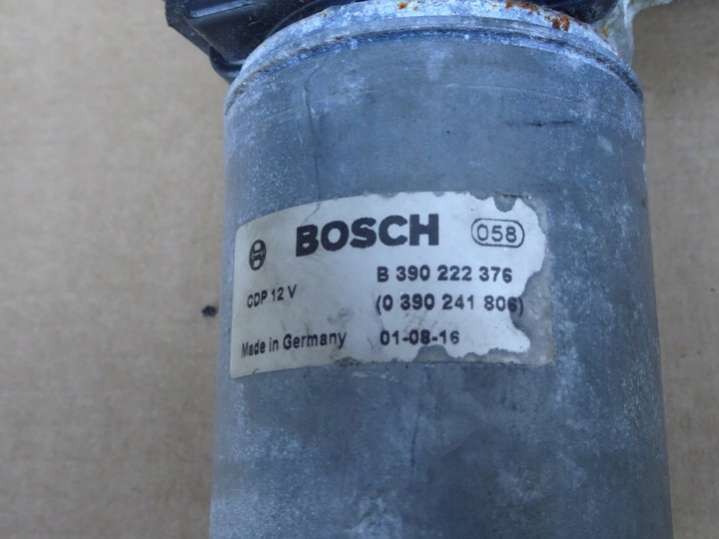 BOSCH 058
B 390 222 376
CDP 12 V (0 390 241 806)
Made in Germany 01-08-16